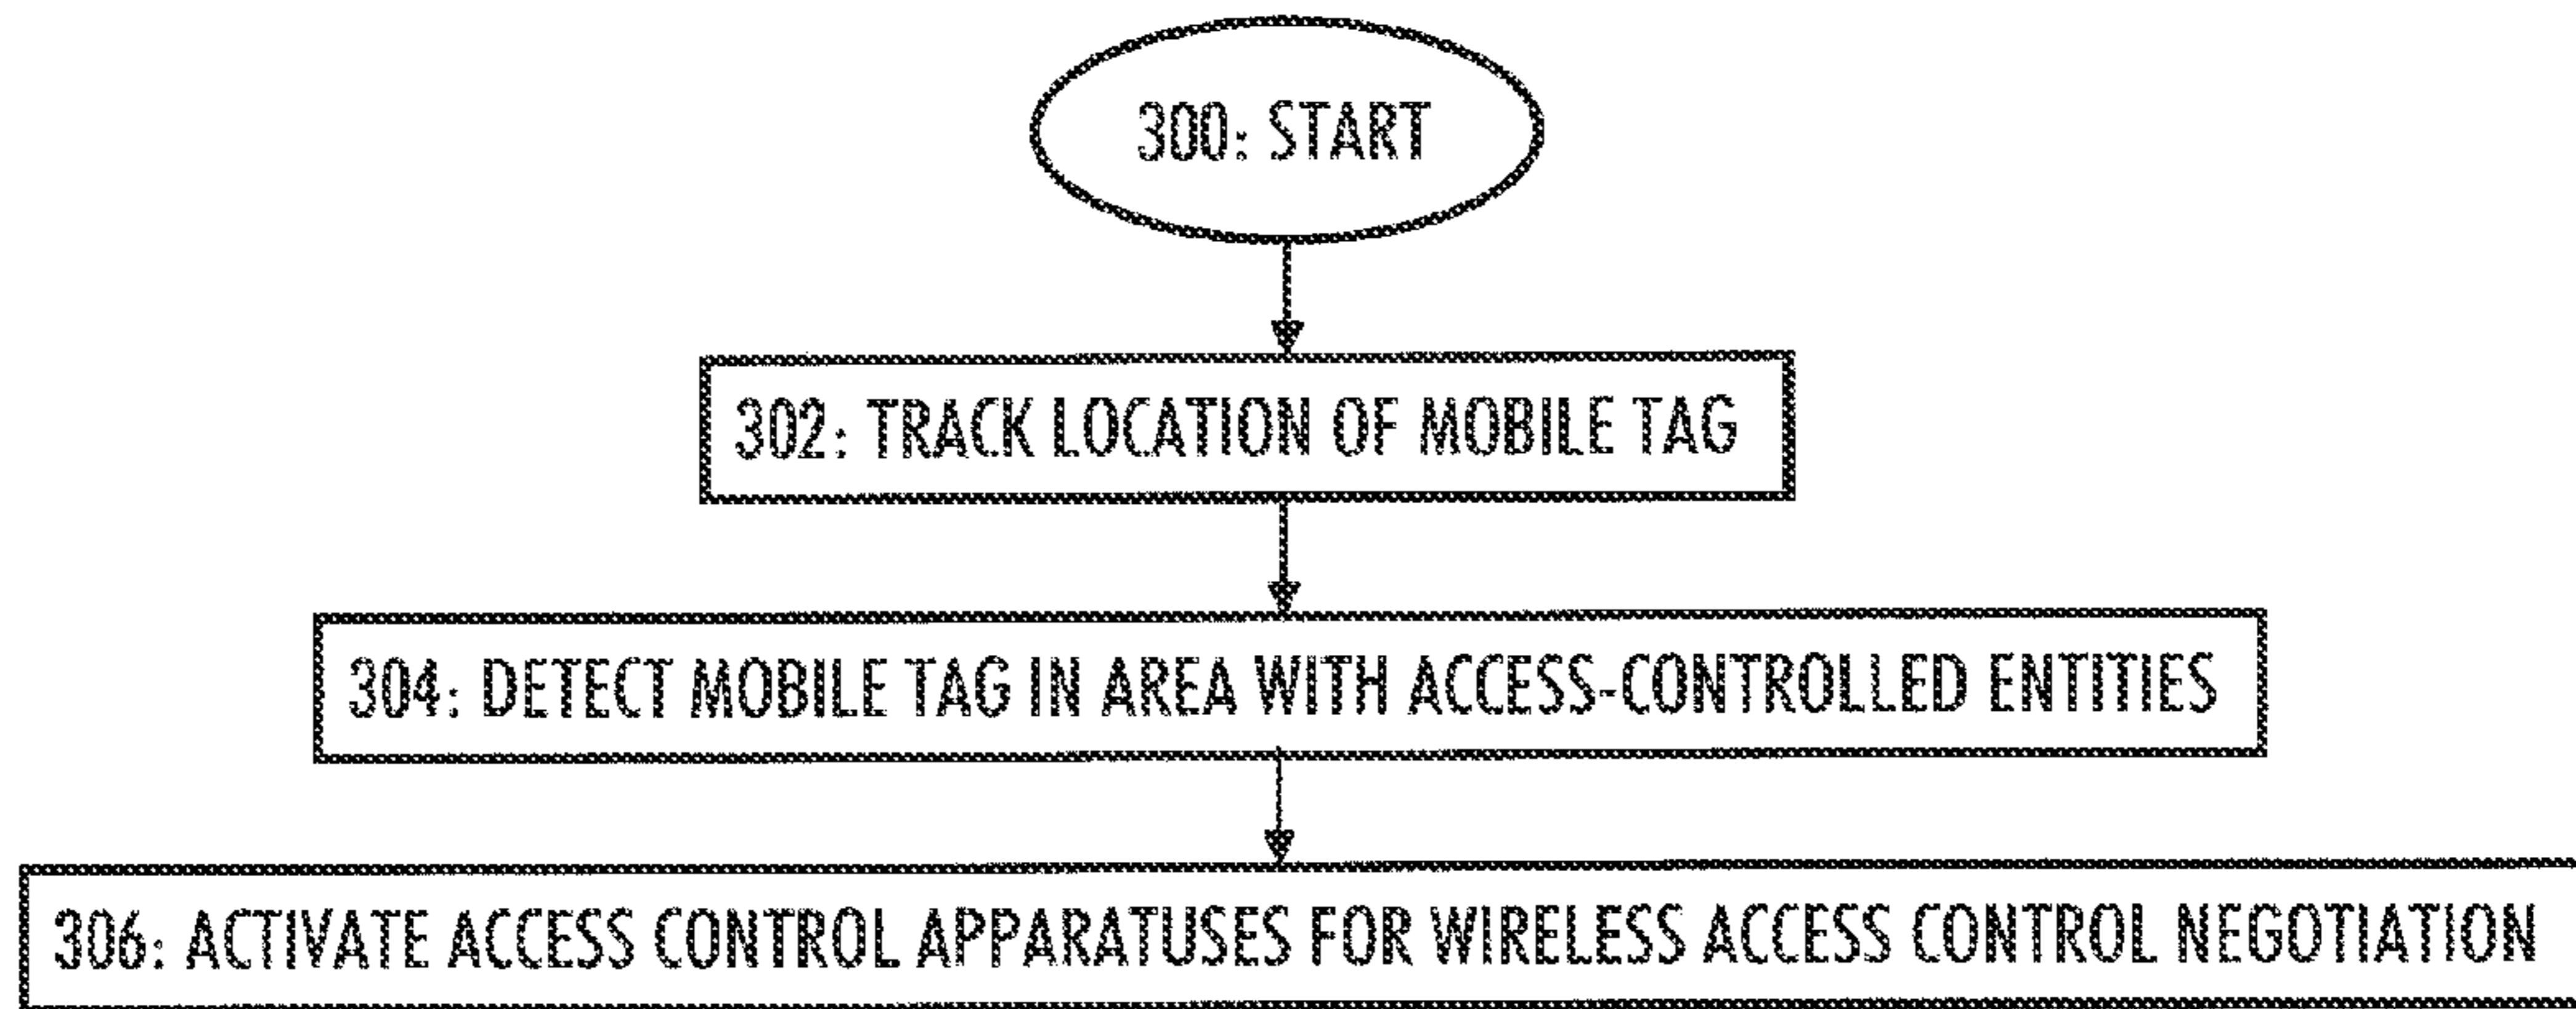 300: START
302: TRACK LOCATION OF MOBILE TAG
304: DETECT MOBILE TAG IN AREA WITH ACCESS-CONTROLLED ENTITIES
306: ACTIVATE ACCESS CONTROL APPARATUSES FOR WIRELESS ACCESS CONTROL NEGOTIATION